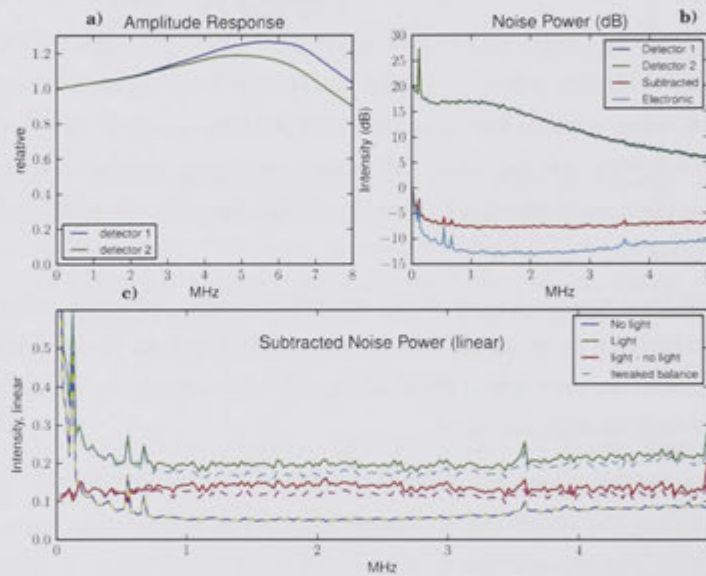 a)
Amplitude Response
1.2
1.0
0.8
0.6
0.4
0.2
0.0
relative
detector 1
detector 2
0 1 2 3 4 5 6 7 8
MHz
Noise Power (dB)
b)
30
25
20
15
10
5
0
−5
−10
−15
Intensity (dB)
Detector 1
Detector 2
Subtracted
Electronic
0 1 2 3 4 5
MHz
c)
Subtracted Noise Power (linear)
No light
Light
light - no light
tweaked balance
0.5
0.4
0.3
0.2
0.1
0.0
Intensity, linear
0 1 2 3 4 5
MHz